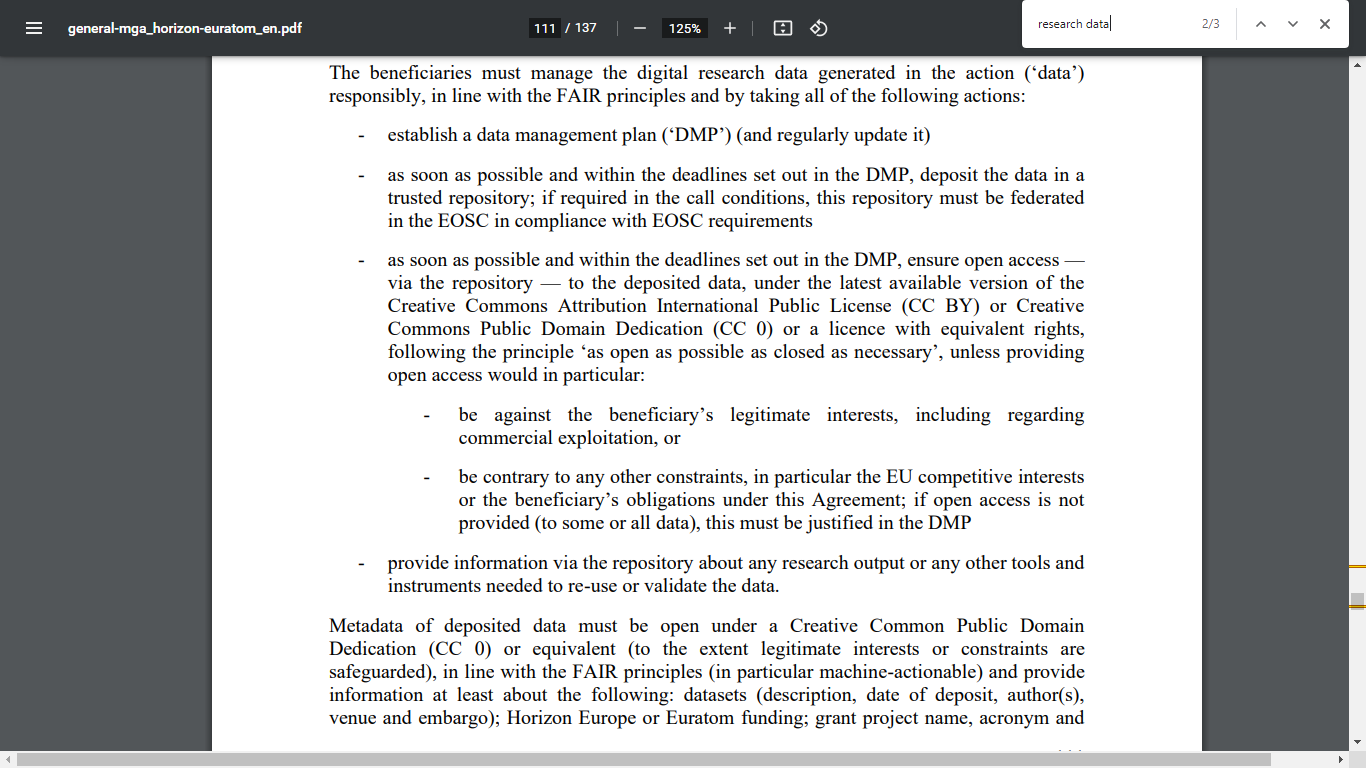 general-mga_horizon-euratom_en.pdf
111 / 137
125%
research data
2/3
The beneficiaries must manage the digital research data generated in the action (‘data’)
responsibly, in line with the FAIR principles and by taking all of the following actions:
- establish a data management plan (‘DMP’) (and regularly update it)
- as soon as possible and within the deadlines set out in the DMP, deposit the data in a
trusted repository; if required in the call conditions, this repository must be federated
in the EOSC in compliance with EOSC requirements
- as soon as possible and within the deadlines set out in the DMP, ensure open access —
via the repository — to the deposited data, under the latest available version of the
Creative Commons Attribution International Public License (CC BY) or Creative
Commons Public Domain Dedication (CC 0) or a licence with equivalent rights,
following the principle ‘as open as possible as closed as necessary’, unless providing
open access would in particular:
- be against the beneficiary’s legitimate interests, including regarding
commercial exploitation, or
- be contrary to any other constraints, in particular the EU competitive interests
or the beneficiary’s obligations under this Agreement; if open access is not
provided (to some or all data), this must be justified in the DMP
- provide information via the repository about any research output or any other tools and
instruments needed to re-use or validate the data.
Metadata of deposited data must be open under a Creative Common Public Domain
Dedication (CC 0) or equivalent (to the extent legitimate interests or constraints are
safeguarded), in line with the FAIR principles (in particular machine-actionable) and provide
information at least about the following: datasets (description, date of deposit, author(s),
venue and embargo); Horizon Europe or Euratom funding; grant project name, acronym and